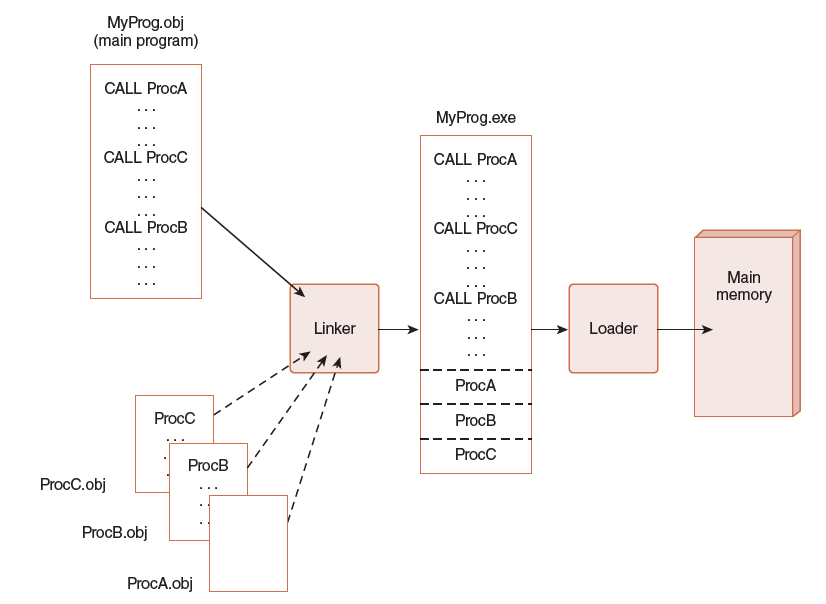 MyProg.obj
(main program)
CALL ProcA
. . .
. . .
. . .
CALL ProcC
. . .
. . .
. . .
CALL ProcB
. . .
. . .
. . .
MyProg.exe
CALL ProcA
. . .
. . .
. . .
CALL ProcC
. . .
. . .
. . .
CALL ProcB
. . .
. . .
. . .
ProcA
ProcB
ProcC
Linker
Loader
Main
memory
ProcC
. . .
.
.
ProcC.obj
ProcB
. . .
. .
. .
ProcB.obj
ProcA.obj